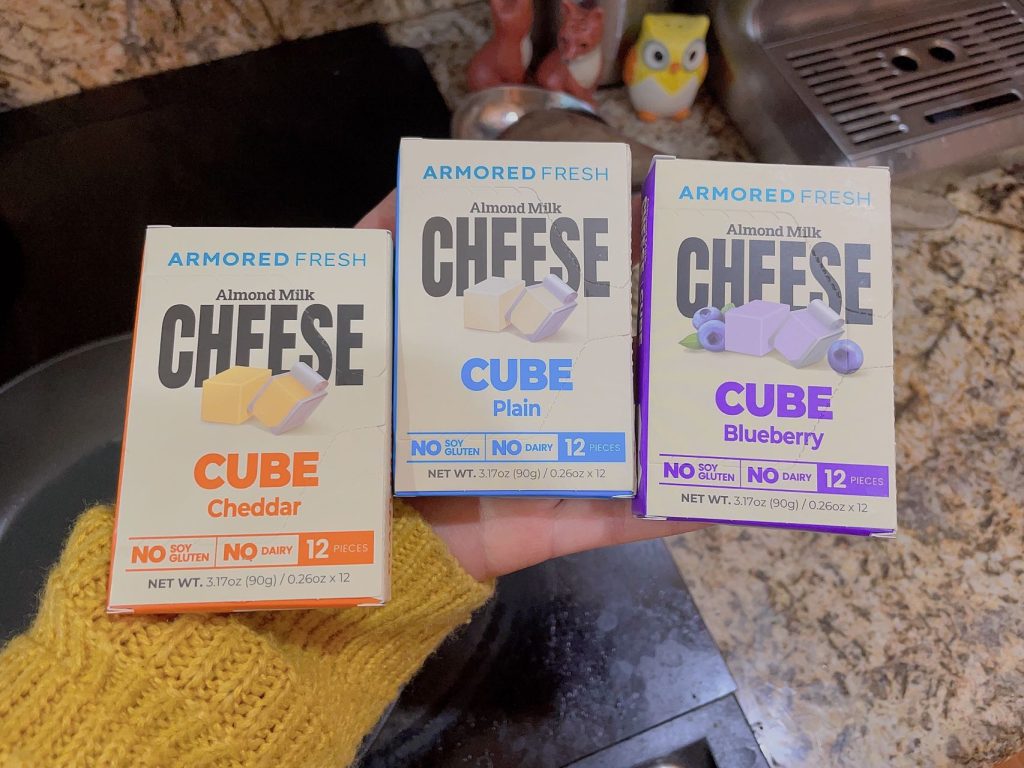 ARMORED FRESH
Almond Milk
CHEESE
CUBE
Cheddar
NO SOY GLUTEN NO DAIRY 12 PIECES
NET WT. 3.17oz (90g) / 0.26oz x 12
ARMORED FRESH
Almond Milk
CHEESE
CUBE
Plain
NO SOY GLUTEN NO DAIRY 12 PIECES
NET WT. 3.17oz (90g) / 0.26oz x 12
ARMORED FRESH
Almond Milk
CHEESE
CUBE
Blueberry
NO SOY GLUTEN NO DAIRY 12 PIECES
NET WT. 3.17oz (90g) / 0.26oz x 12